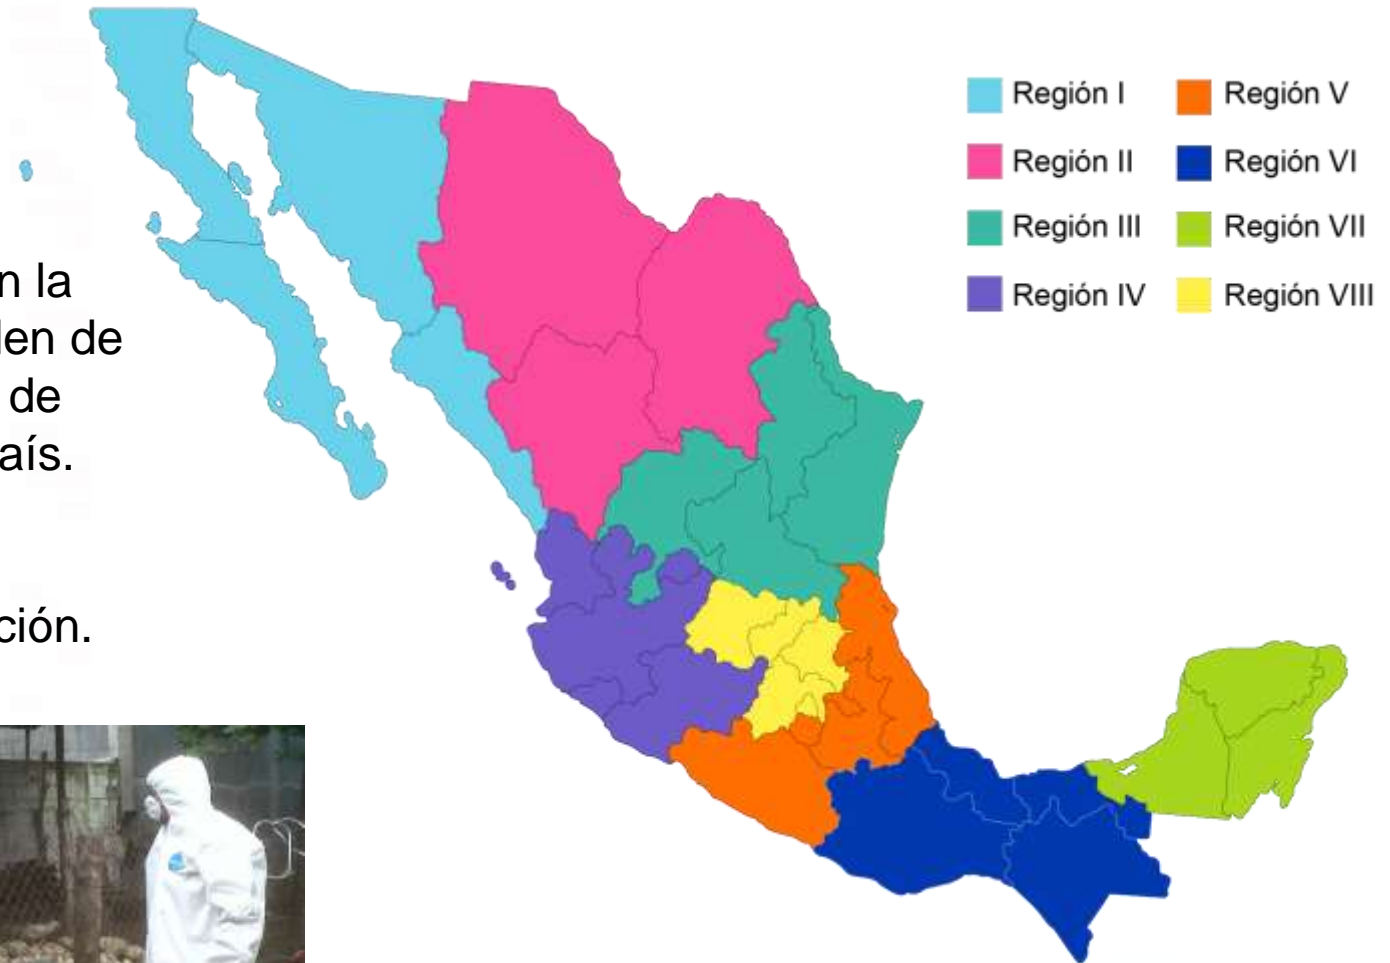 Región I
Región V
Región II
Región VI
Región III
Región VII
Región IV
Región VIII
n la
en de
de
aís.
ción.